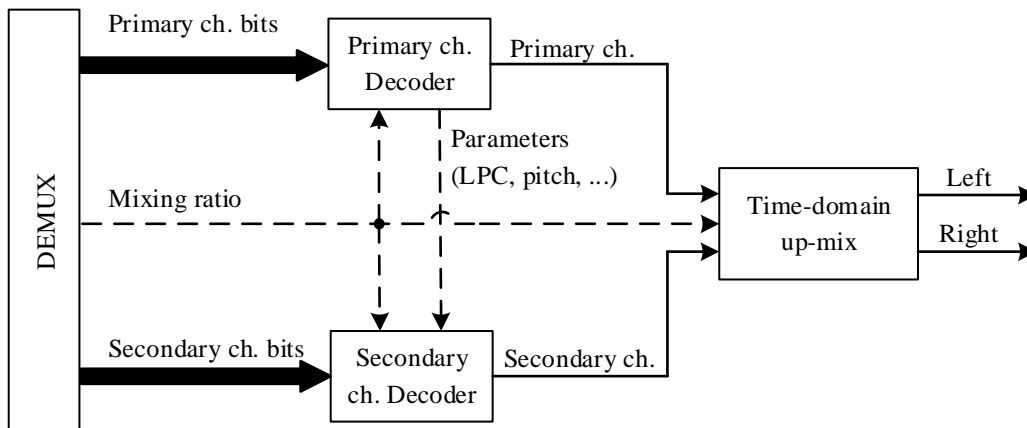 Primary ch. bits
Primary ch.
Decoder
Primary ch.
Parameters
(LPC, pitch, ...)
DEMUX
Mixing ratio
Time-domain
up-mix
Left
Right
Secondary ch. bits
Secondary
ch. Decoder
Secondary ch.